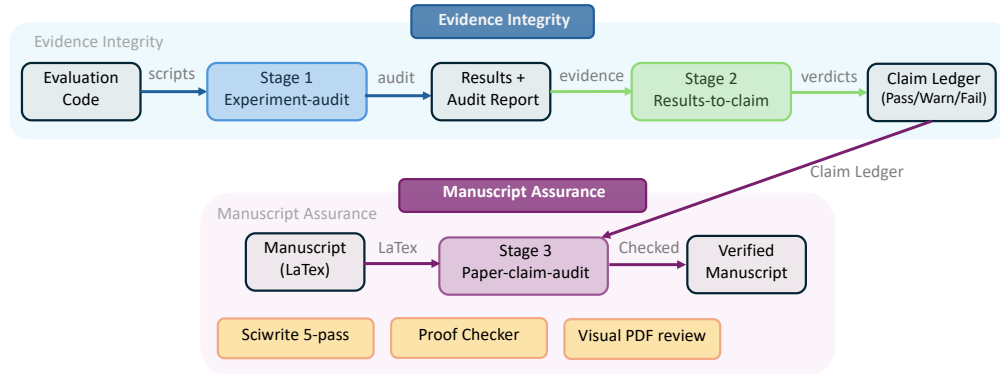 Evidence Integrity
Evidence Integrity
Evaluation
Code
scripts
Stage 1
Experiment-audit
audit
Results +
Audit Report
evidence
Stage 2
Results-to-claim
verdicts
Claim Ledger
(Pass/Warn/Fail)
Claim Ledger
Manuscript Assurance
Manuscript Assurance
Manuscript
(LaTex)
LaTex
Stage 3
Paper-claim-audit
Checked
Verified
Manuscript
Sciwrite 5-pass
Proof Checker
Visual PDF review